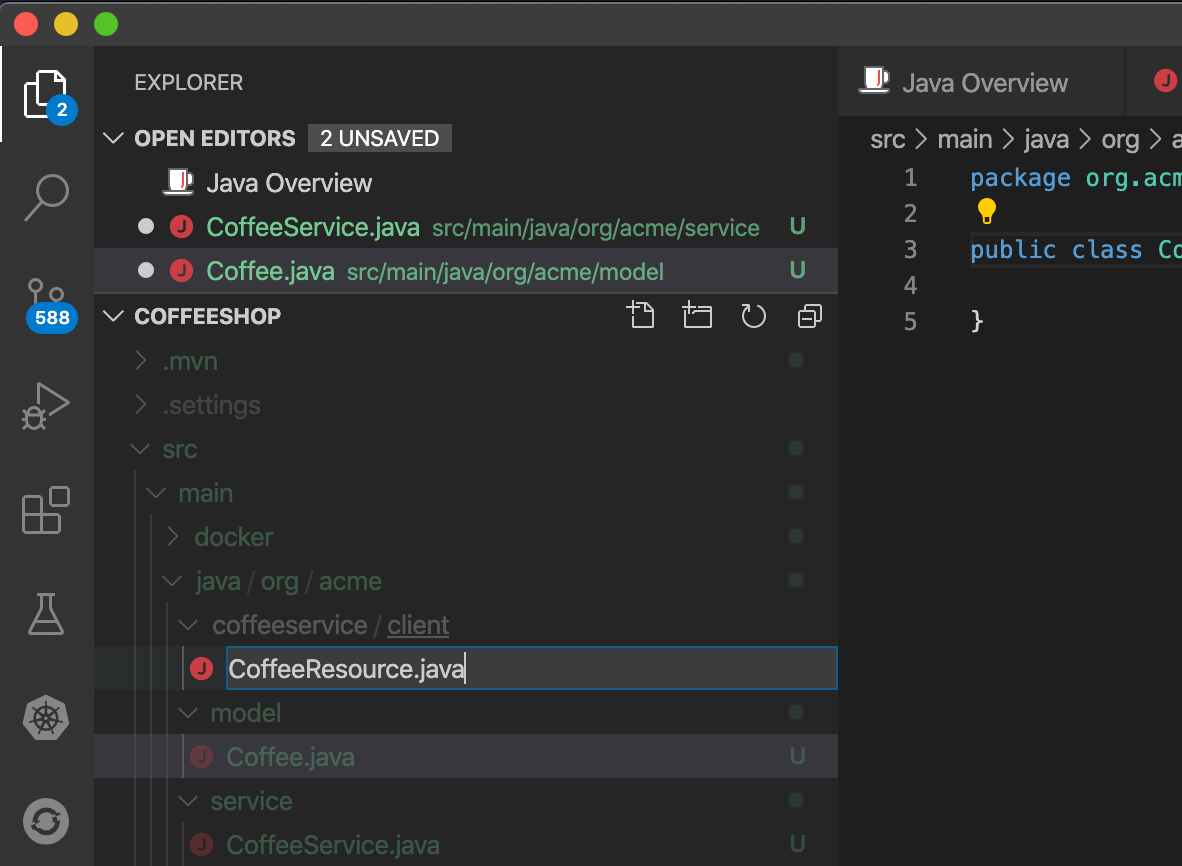 EXPLORER
2
OPEN EDITORS 2 UNSAVED
Java Overview
CoffeeService.java src/main/java/org/acme/service U
Coffee.java src/main/java/org/acme/model U
COFFEESHOP
588
.mvn
.settings
src
main
docker
java / org / acme
coffeeservice / client
J CoffeeResource.java
model
J Coffee.java U
service
J CoffeeService.java U
Java Overview
src > main > java > org > a
1 package org.acm
2
3 public class Co
4
5 }